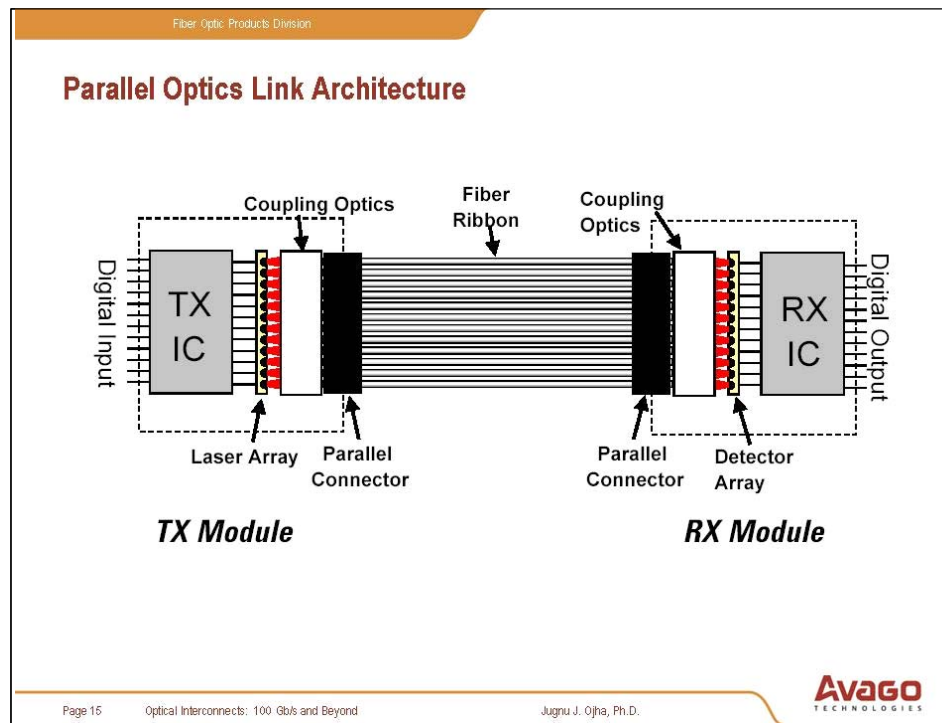 Fiber Optic Products Division
Parallel Optics Link Architecture
Coupling Optics
Fiber
Ribbon
Coupling
Optics
Digital Input
TX
IC
RX
IC
Digital Output
Laser Array
Parallel
Connector
Parallel
Connector
Detector
Array
TX Module
RX Module
Page 15
Optical Interconnects: 100 Gb/s and Beyond
Jugnu J. Ojha, Ph.D.
Avago
TECHNOLOGIES